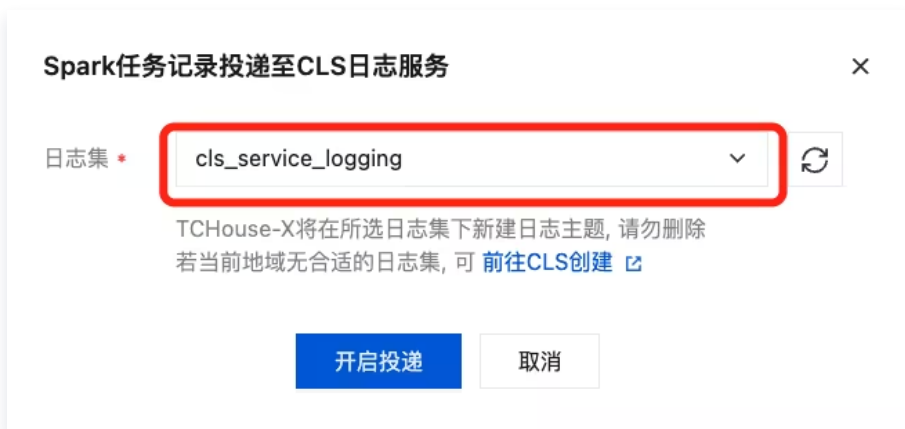 Spark任务记录投递至CLS日志服务
日志集 * cls_service_logging
TCHouse-X将在所选日志集下新建日志主题, 请勿删除
若当前地域无合适的日志集, 可 前往CLS创建
开启投递 取消